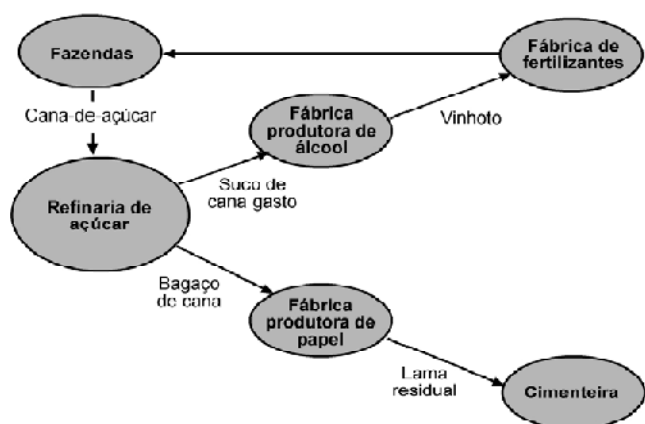 Fazendas
Fábrica de
fertilizantes
Cana-de-açúcar
Fábrica
produtora de
álcool
Vinhoto
Refinaria de
açúcar
Suco de
cana gasto
Bagaço
de cana
Fábrica
produtora de
papel
Lama
residual
Cimenteira